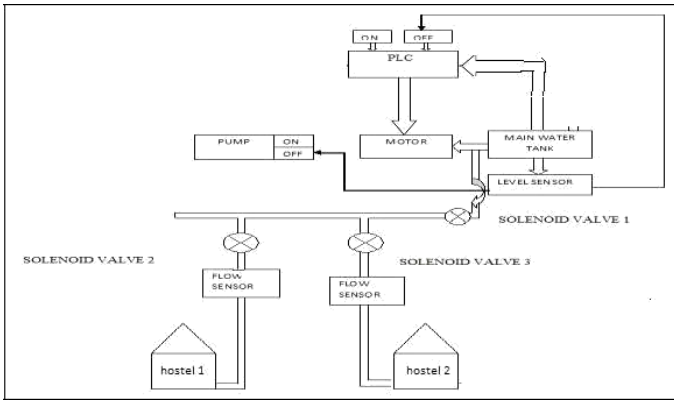 ON
OFF
PLC
PUMP
ON
OFF
MOTOR
MAIN WATER
TANK
LEVEL SENSOR
SOLENOID VALVE 1
SOLENOID VALVE 2
SOLENOID VALVE 3
FLOW
SENSOR
FLOW
SENSOR
hostel 1
hostel 2